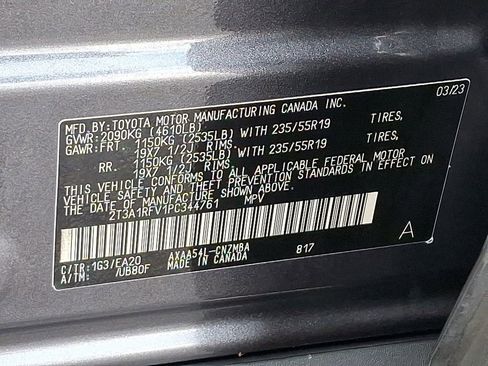 MFD. BY: TOYOTA MOTOR MANUFACTURING CANADA INC. 03/23
GVWR: 2090KG (4610LB)
GAWR: FRT. 1150KG (2535LB) WITH 235/55R19 TIRES,
19X7 1/2J RIMS,
RR. 1150KG (2535LB) WITH 235/55R19 TIRES,
19X7 1/2J RIMS.
THIS VEHICLE CONFORMS TO ALL APPLICABLE FEDERAL MOTOR
VEHICLE SAFETY AND THEFT PREVENTION STANDARDS IN EFFECT ON
THE DATE OF MANUFACTURE SHOWN ABOVE.
2T3A1RFV1PC344761 MPV
A
C/TR: 1G3/EA20 AXAA54L-CNZMBA 817
A/TM: /UB80F MADE IN CANADA